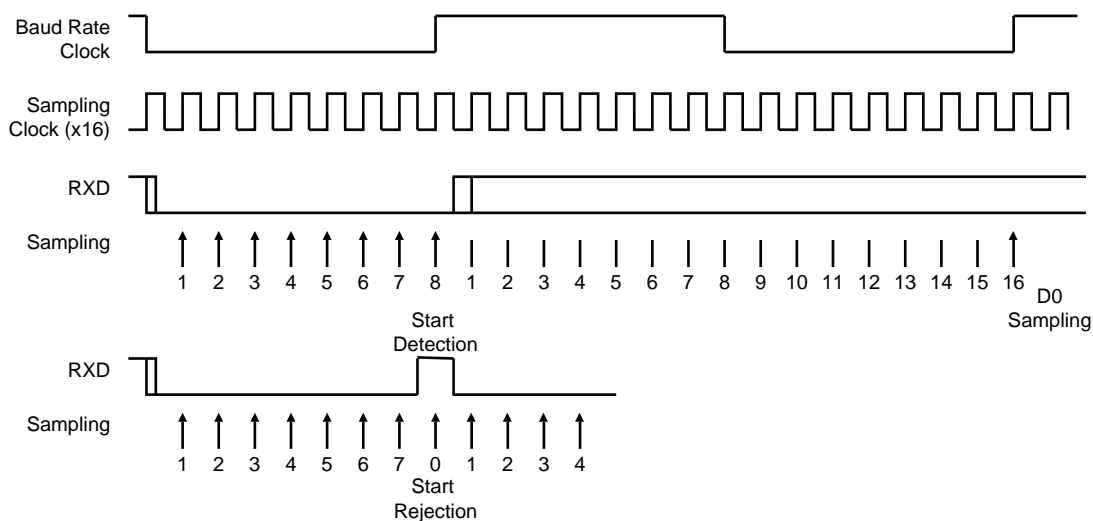 Baud Rate
Clock
Sampling
Clock (x16)
RXD
Sampling
1 2 3 4 5 6 7 8 1 2 3 4 5 6 7 8 9 10 11 12 13 14 15 16
D0
Sampling
Start
Detection
RXD
Sampling
1 2 3 4 5 6 7 0 1 2 3 4
Start
Rejection